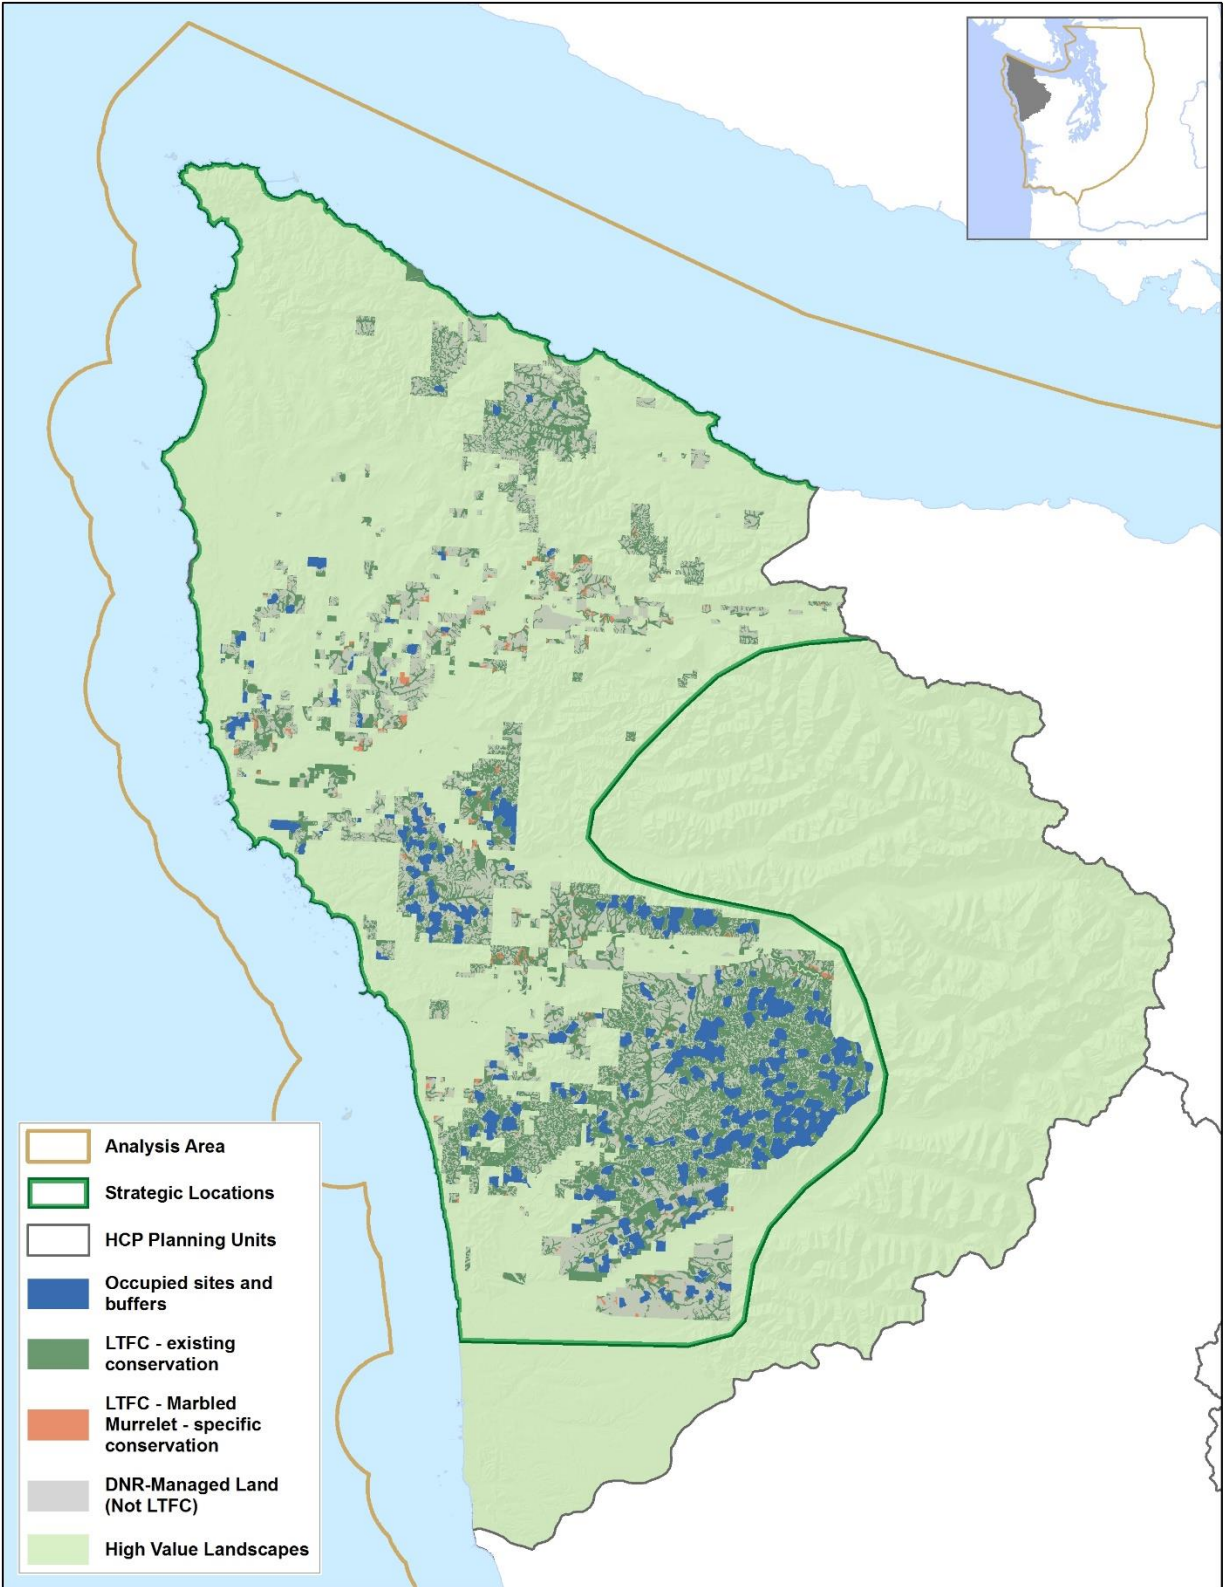 Analysis Area
Strategic Locations
HCP Planning Units
Occupied sites and
buffers
LTFC - existing
conservation
LTFC - Marbled
Murrelet - specific
conservation
DNR-Managed Land
(Not LTFC)
High Value Landscapes